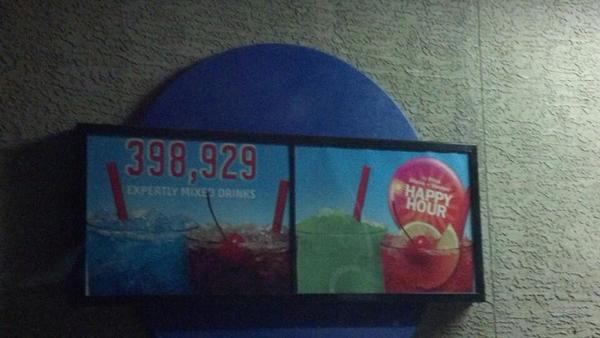 398,929
EXPERTLY MIXED DRINKS
HAPPY
HOUR